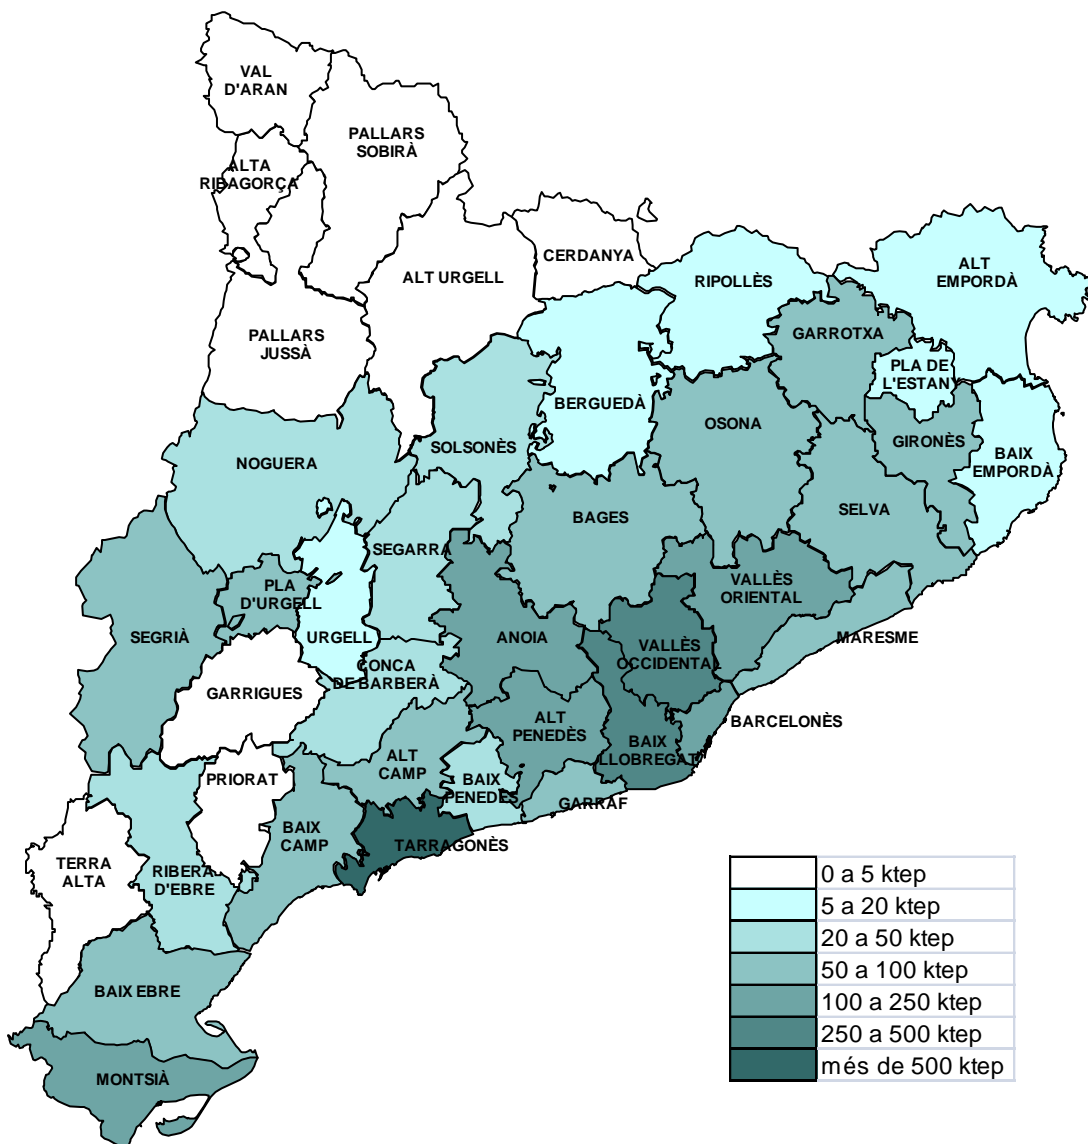 VAL
D'ARAN
PALLARS
SOBIRÀ
ALTA
RIBAGORÇA
CERDANYA
ALT URGELL
RIPOLLÈS
ALT
EMPORDÀ
PALLARS
JUSSÀ
GARROTXA
PLA DE
L'ESTANY
BERGUEDÀ
OSONA
SOLSONÈS
GIRONÈS
BAIX
EMPORDÀ
NOGUERA
BAGES
SELVA
SEGARRA
PLA
D'URGELL
VALLÈS
ORIENTAL
SEGRIÀ
URGELL
ANOIA
VALLÈS
OCCIDENTAL
MARESME
CONCA
DE BARBERÀ
GARRIGUES
ALT
PENEDÈS
BARCELONÈS
BAIX
LLOBREGAT
ALT
CAMP
PRIORAT
BAIX
PENEDÈS
GARRAF
BAIX
CAMP
TARRAGONÈS
TERRA
ALTA
RIBERA
D'EBRE
BAIX EBRE
MONTSIÀ
0 a 5 ktep
5 a 20 ktep
20 a 50 ktep
50 a 100 ktep
100 a 250 ktep
250 a 500 ktep
més de 500 ktep